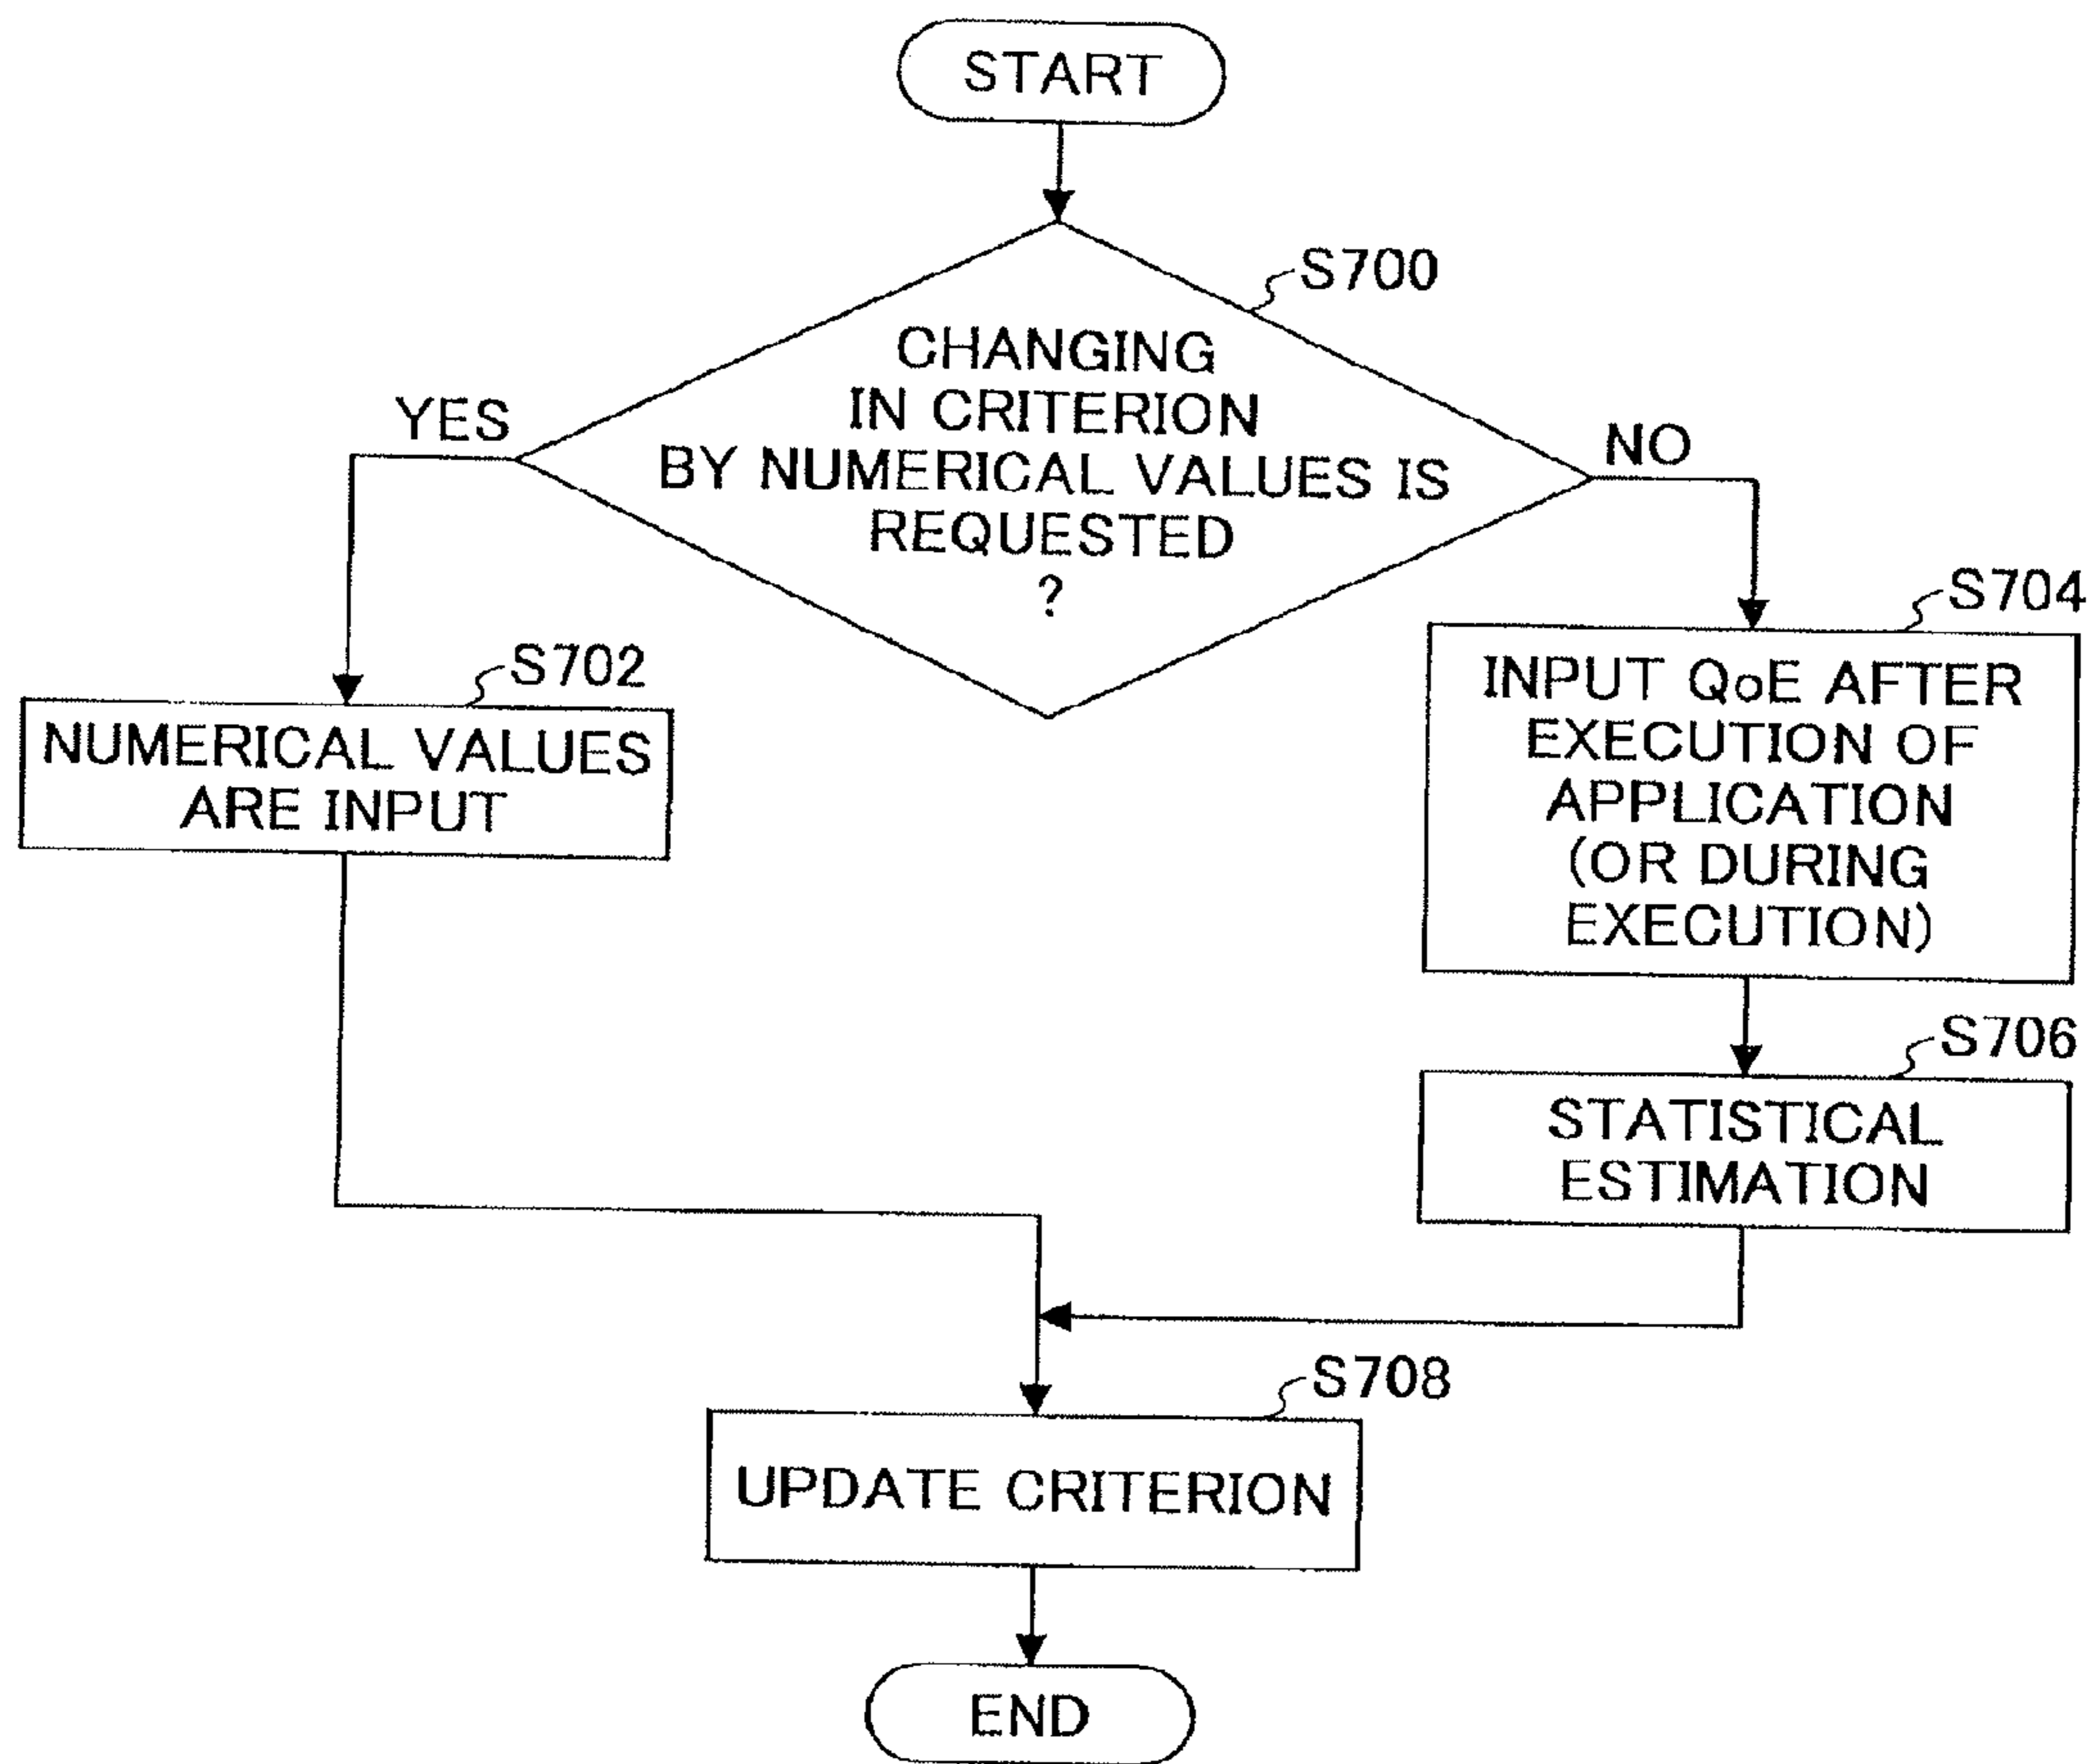 START
S700
CHANGING
IN CRITERION
BY NUMERICAL VALUES IS
REQUESTED
?
YES
NO
S702
NUMERICAL VALUES
ARE INPUT
S704
INPUT QoE AFTER
EXECUTION OF
APPLICATION
(OR DURING
EXECUTION)
S706
STATISTICAL
ESTIMATION
S708
UPDATE CRITERION
END